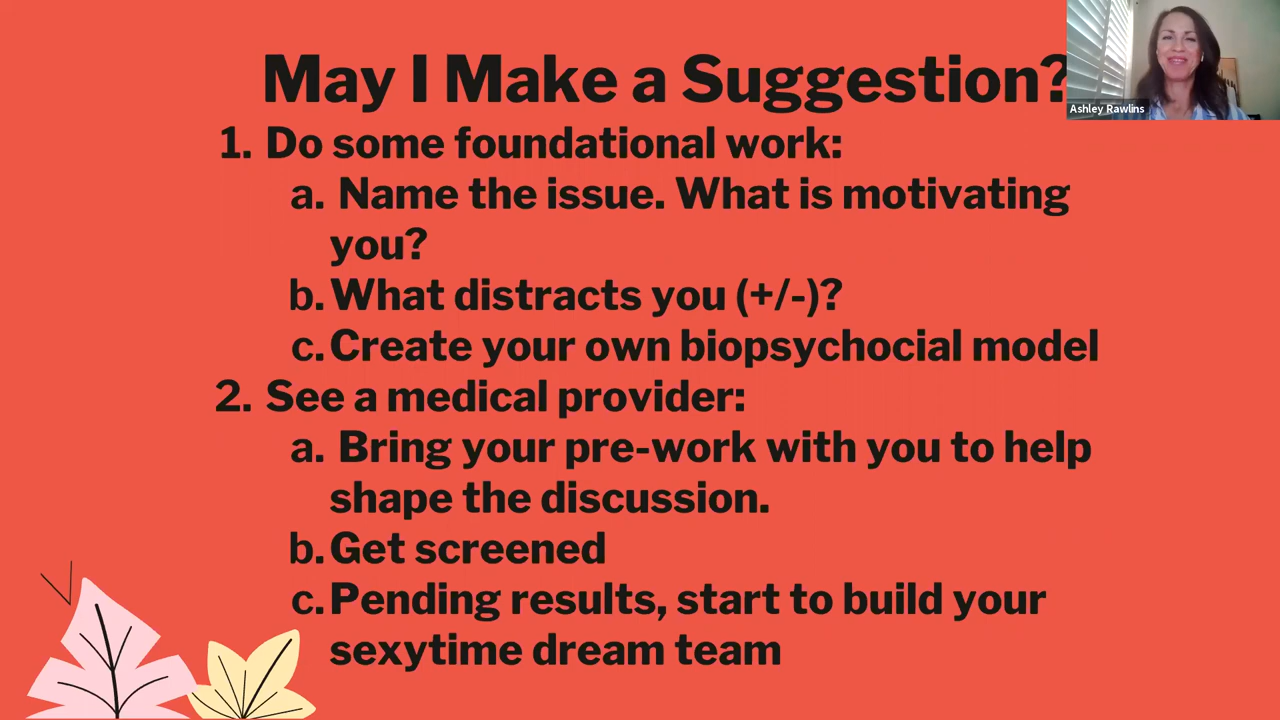 May I Make a Suggestion?
Ashley Rawlins
1. Do some foundational work:
a. Name the issue. What is motivating
you?
b. What distracts you (+/-)?
c. Create your own biopsychocial model
2. See a medical provider:
a. Bring your pre-work with you to help
shape the discussion.
b. Get screened
c. Pending results, start to build your
sexytime dream team